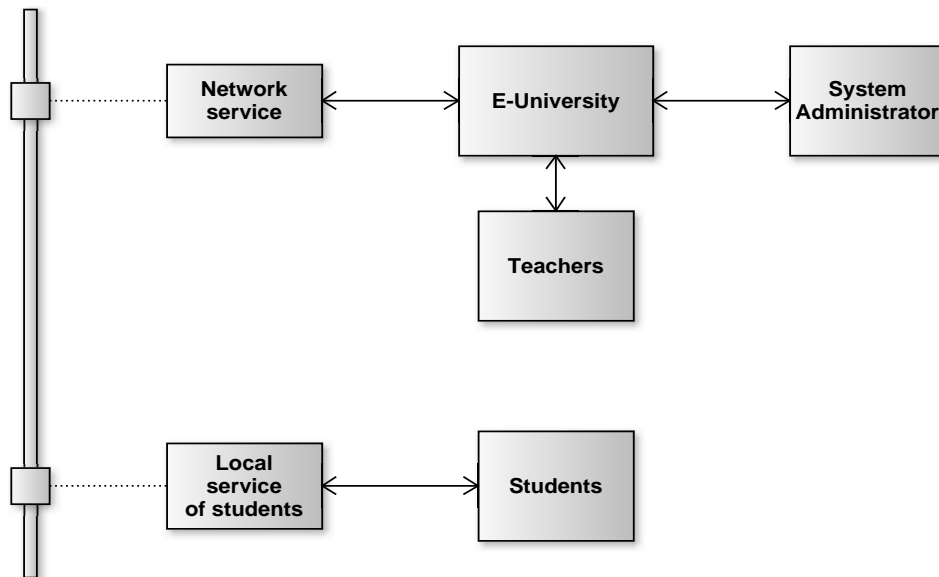 Network
service
E-University
System
Administrator
Teachers
Local
service
of students
Students